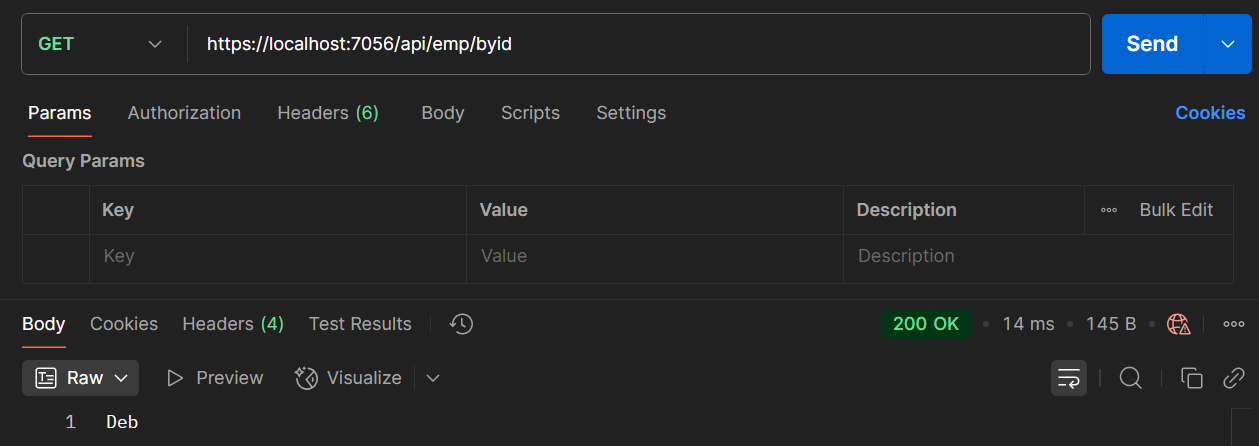 GET https://localhost:7056/api/emp/byid Send
Params Authorization Headers (6) Body Scripts Settings Cookies
Query Params
Key Value Description Bulk Edit
Key Value Description
Body Cookies Headers (4) Test Results 200 OK • 14 ms • 145 B •
Raw Preview Visualize
1 Deb